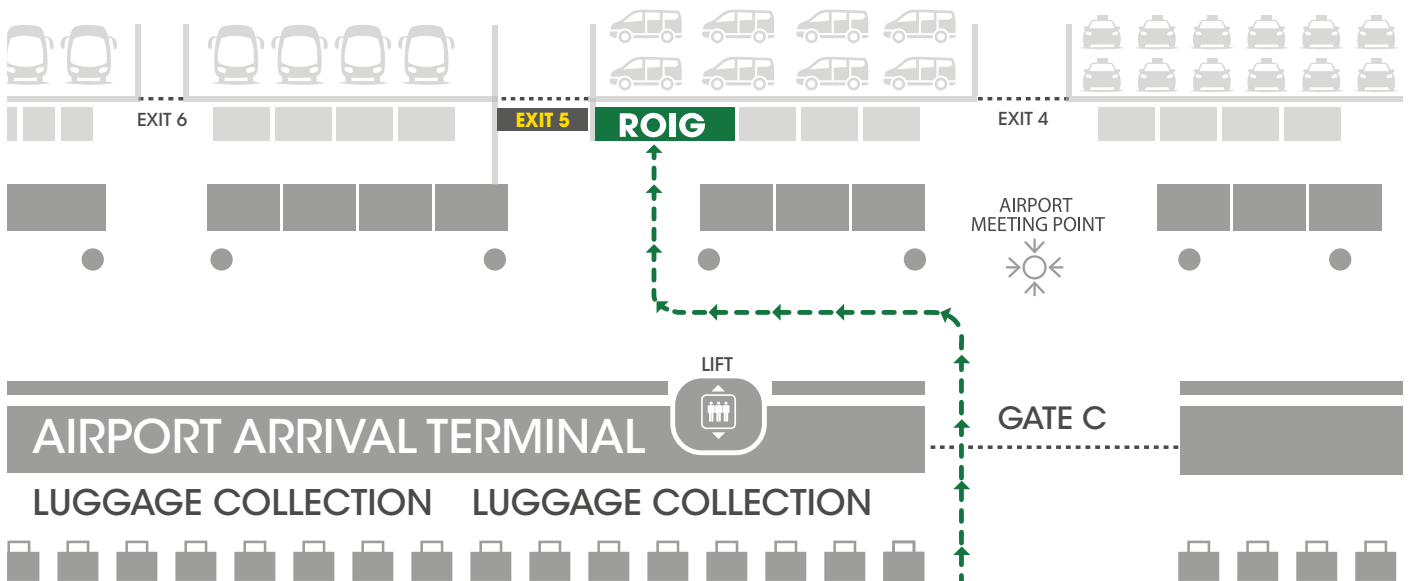 EXIT 6
EXIT 5
ROIG
EXIT 4
AIRPORT
MEETING POINT
LIFT
AIRPORT ARRIVAL TERMINAL
GATE C
LUGGAGE COLLECTION
LUGGAGE COLLECTION